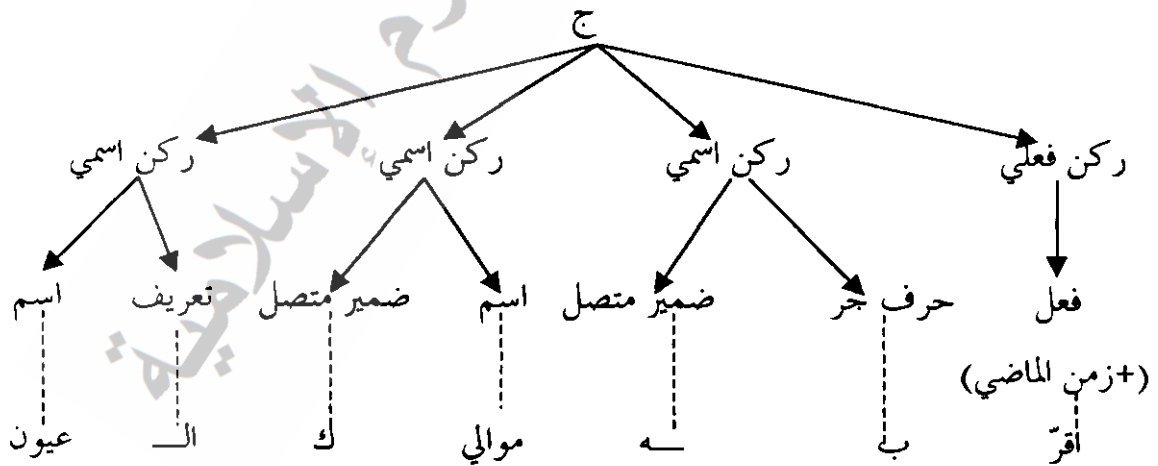 ج
ركن فعلي ركن اسمي ركن اسمي ركن اسمي
فعل حرف جر ضمير متصل اسم ضمير متصل تعريف اسم
(+زمن الماضي)
اقرّ ب ـه موالي ك الـ عيون